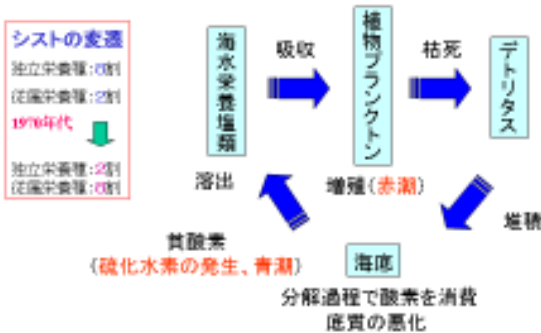 シストの変遷
独立栄養種:8割
従属栄養種:2割
1970年代
独立栄養種:2割
従属栄養種:8割
海水栄養塩類
吸収
植物プランクトン
枯死
デトリタス
溶出
増殖(赤潮)
堆積
貧酸素
(硫化水素の発生、青潮)
海底
分解過程で酸素を消費
底質の悪化